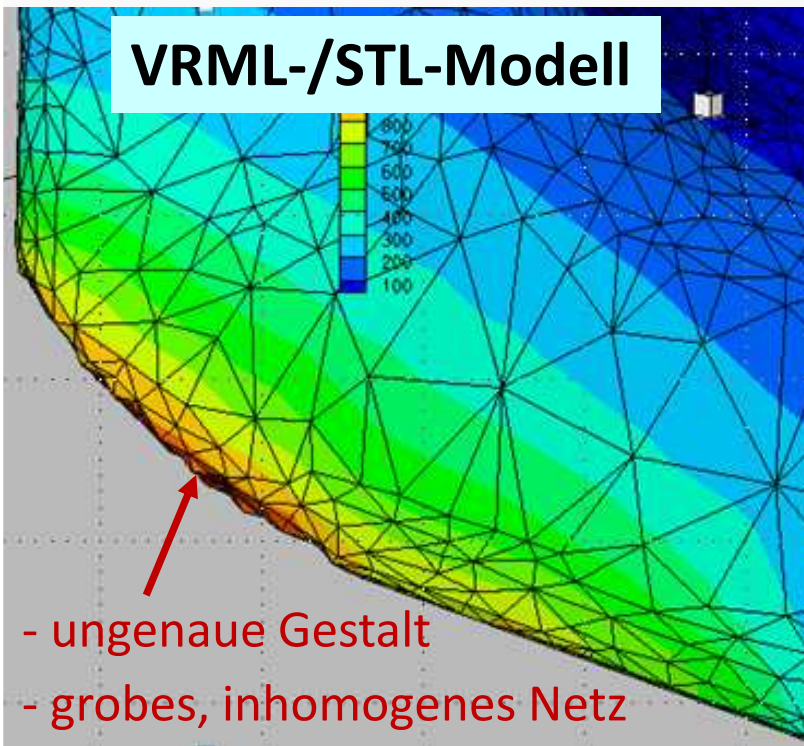 VRML-/STL-Modell
800
700
600
500
400
300
200
100
- ungenaue Gestalt
- grobes, inhomogenes Netz